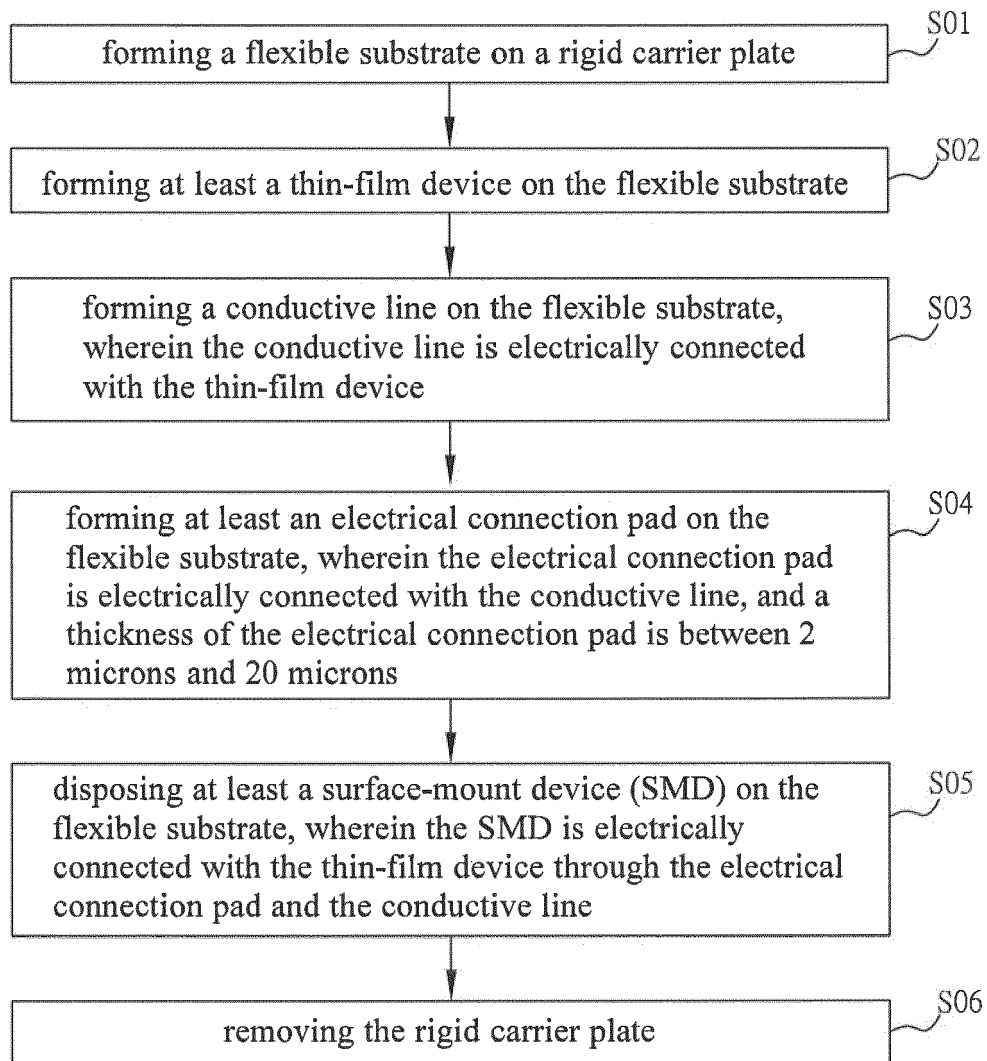 S01
forming a flexible substrate on a rigid carrier plate
S02
forming at least a thin-film device on the flexible substrate
S03
forming a conductive line on the flexible substrate,
wherein the conductive line is electrically connected
with the thin-film device
S04
forming at least an electrical connection pad on the
flexible substrate, wherein the electrical connection pad
is electrically connected with the conductive line, and a
thickness of the electrical connection pad is between 2
microns and 20 microns
S05
disposing at least a surface-mount device (SMD) on the
flexible substrate, wherein the SMD is electrically
connected with the thin-film device through the electrical
connection pad and the conductive line
S06
removing the rigid carrier plate